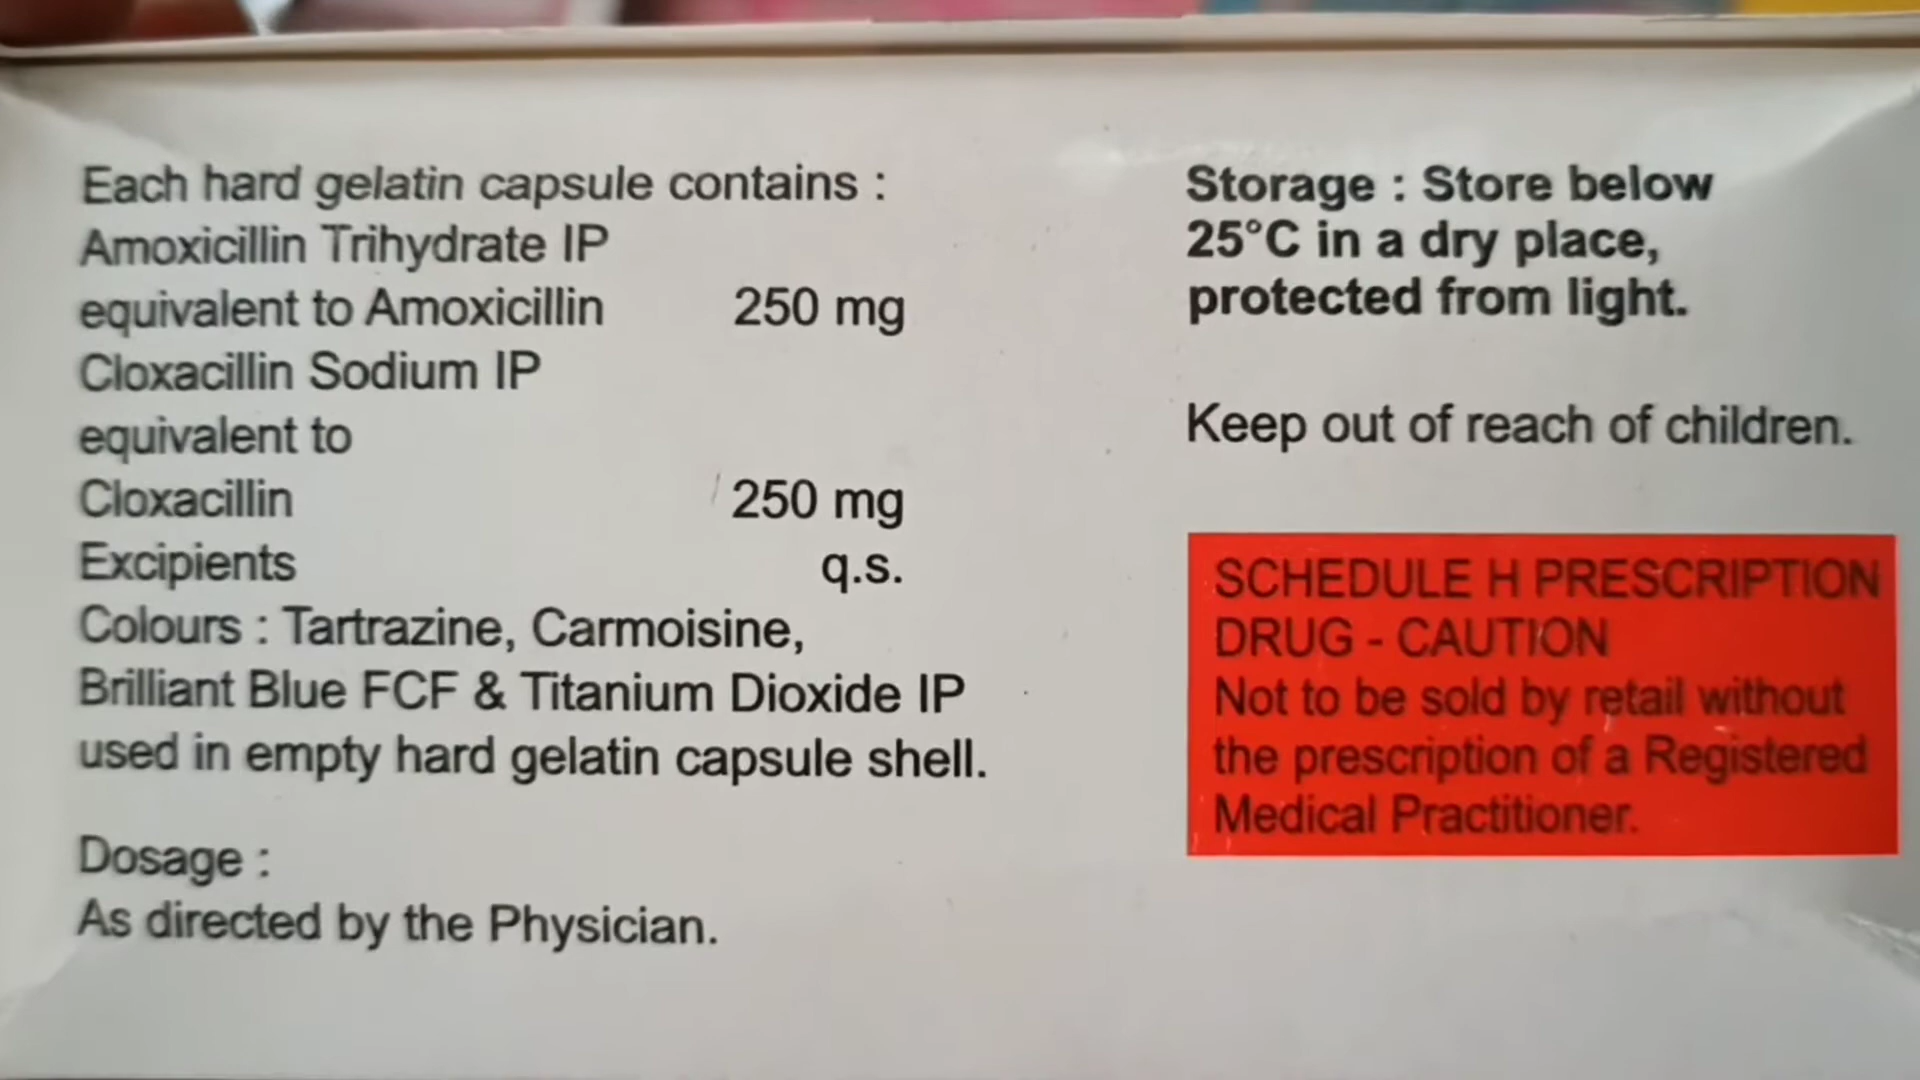 Each hard gelatin capsule contains :
Amoxicillin Trihydrate IP
equivalent to Amoxicillin 250 mg
Cloxacillin Sodium IP
equivalent to
Cloxacillin 250 mg
Excipients q.s.
Colours : Tartrazine, Carmoisine,
Brilliant Blue FCF & Titanium Dioxide IP
used in empty hard gelatin capsule shell.
Dosage :
As directed by the Physician.
Storage : Store below
25°C in a dry place,
protected from light.
Keep out of reach of children.
SCHEDULE H PRESCRIPTION
DRUG - CAUTION
Not to be sold by retail without
the prescription of a Registered
Medical Practitioner.